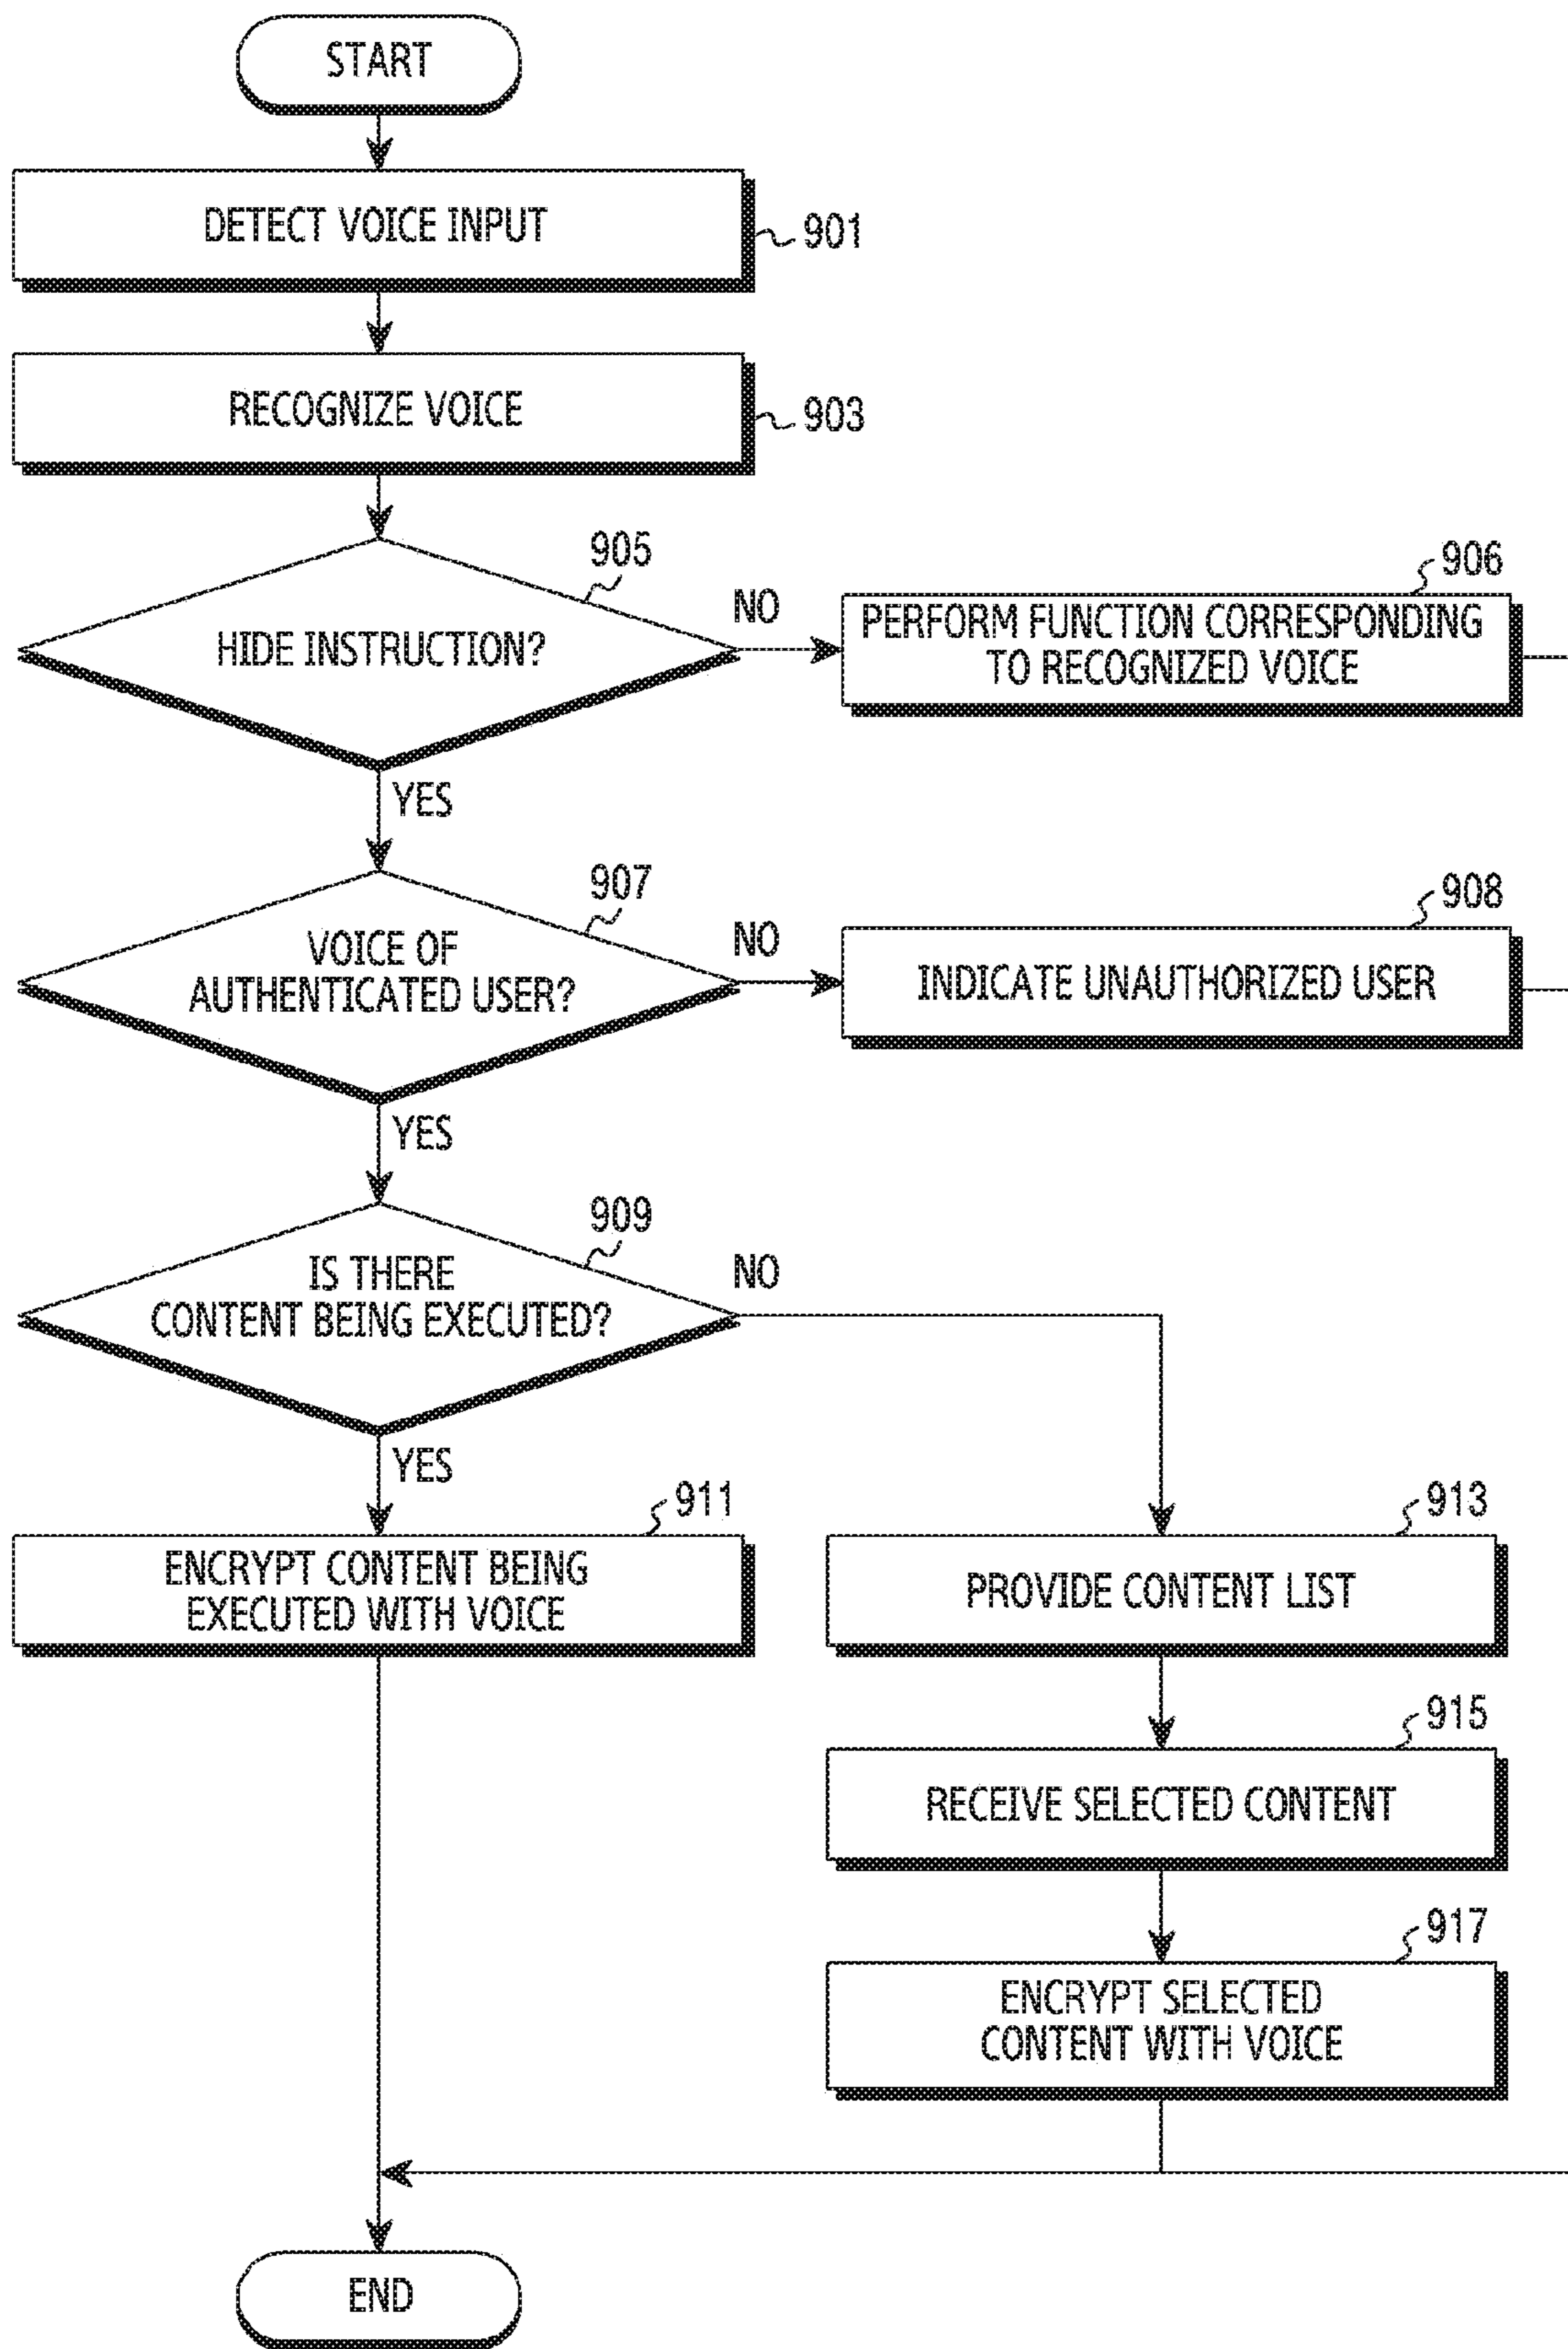 START
DETECT VOICE INPUT
901
RECOGNIZE VOICE
903
905
HIDE INSTRUCTION?
NO
906
PERFORM FUNCTION CORRESPONDING
TO RECOGNIZED VOICE
YES
907
VOICE OF
AUTHENTICATED USER?
NO
908
INDICATE UNAUTHORIZED USER
YES
909
IS THERE
CONTENT BEING EXECUTED?
NO
YES
911
ENCRYPT CONTENT BEING
EXECUTED WITH VOICE
913
PROVIDE CONTENT LIST
915
RECEIVE SELECTED CONTENT
917
ENCRYPT SELECTED
CONTENT WITH VOICE
END